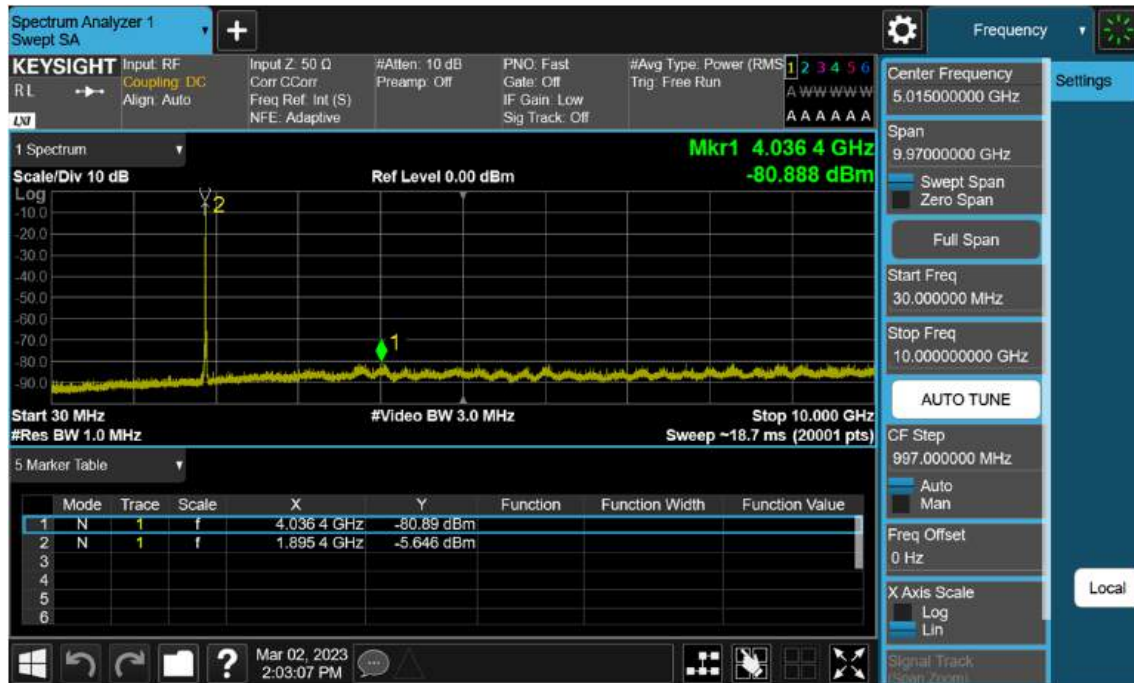 Spectrum Analyzer 1
Swept SA
Frequency
KEYSIGHT
RL
LXI
Input: RF
Coupling: DC
Align: Auto
Input Z: 50 Ω
Corr CCorr
Freq Ref: Int (S)
NFE: Adaptive
#Atten: 10 dB
Preamp: Off
PNO: Fast
Gate: Off
IF Gain: Low
Sig Track: Off
#Avg Type: Power (RMS
Trig: Free Run
1 2 3 4 5 6
A W W W W W
A A A A A A
1 Spectrum
Mkr1 4.036 4 GHz
-80.888 dBm
Scale/Div 10 dB
Ref Level 0.00 dBm
Log
-10.0
-20.0
-30.0
-40.0
-50.0
-60.0
-70.0
-80.0
-90.0
2
1
Start 30 MHz
#Video BW 3.0 MHz
Stop 10.000 GHz
#Res BW 1.0 MHz
Sweep ~18.7 ms (20001 pts)
5 Marker Table
Mode Trace Scale X Y Function Function Width Function Value
1 N 1 f 4.036 4 GHz -80.89 dBm
2 N 1 f 1.895 4 GHz -5.646 dBm
3
4
5
6
Mar 02, 2023
2:03:07 PM
Center Frequency
5.015000000 GHz
Span
9.97000000 GHz
Swept Span
Zero Span
Full Span
Start Freq
30.000000 MHz
Stop Freq
10.000000000 GHz
AUTO TUNE
CF Step
997.000000 MHz
Auto
Man
Freq Offset
0 Hz
X Axis Scale
Log
Lin
Signal Track
(Span Zoom)
Settings
Local